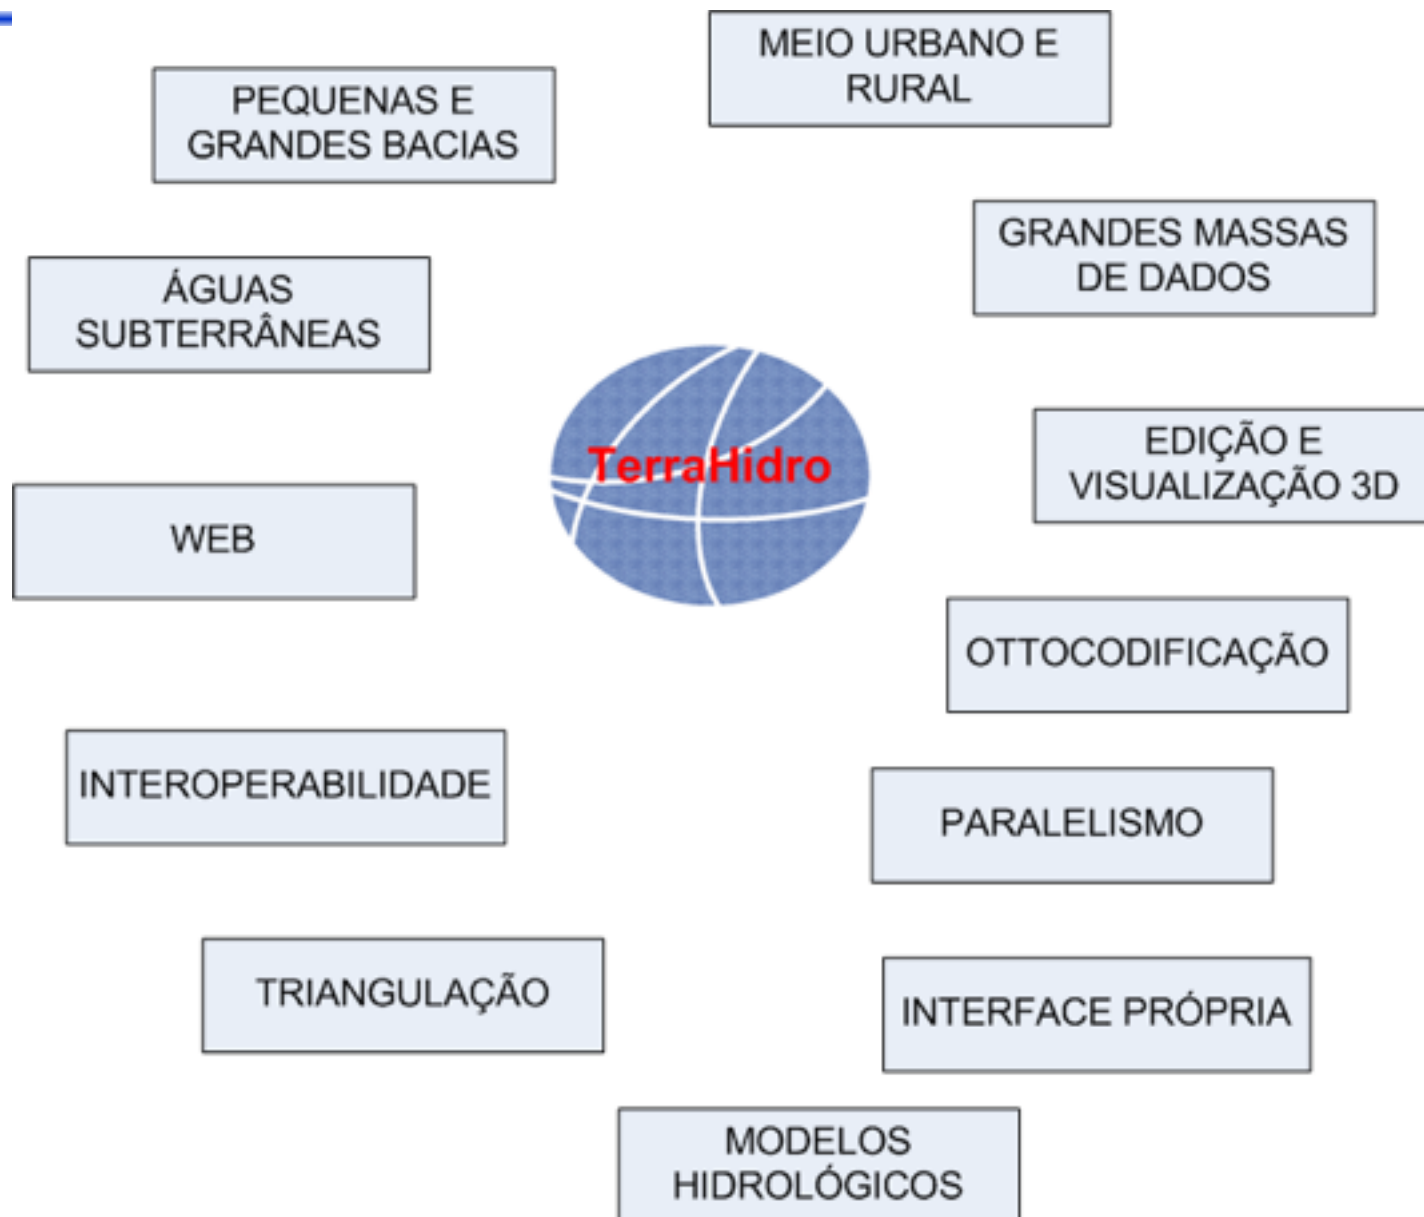 MEIO URBANO E
RURAL
PEQUENAS E
GRANDES BACIAS
GRANDES MASSAS
DE DADOS
ÁGUAS
SUBTERRÂNEAS
EDIÇÃO E
VISUALIZAÇÃO 3D
TerraHidro
WEB
OTTOCODIFICAÇÃO
INTEROPERABILIDADE
PARALELISMO
TRIANGULAÇÃO
INTERFACE PRÓPRIA
MODELOS
HIDROLÓGICOS